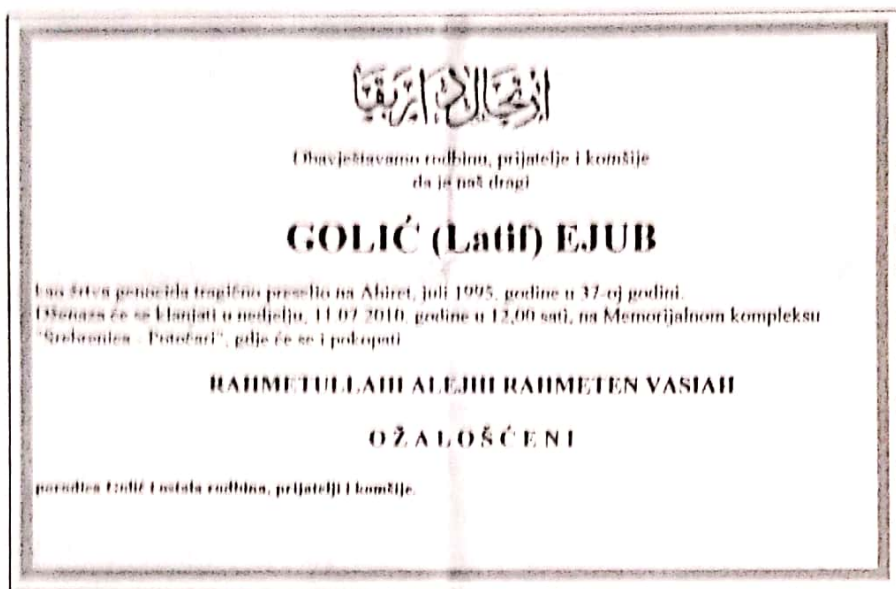 Obavještavamo rodbinu, prijatelje i komšije
da je naš dragi
GOLIĆ (Latif) EJUB
kao žrtva genocida tragično preselio na Ahiret, juli 1995. godine u 37-oj godini.
Dženaza će se klanjati u nedjelju, 11.07.2010. godine u 12,00 sati, na Memorijalnom kompleksu
"Srebrenica - Potočari", gdje će se i pokopati
RAHMETULLAHI ALEJHI RAHMETEN VASIAH
OŽALOŠĆENI
porodica Golić i ostala rodbina, prijatelji i komšije.